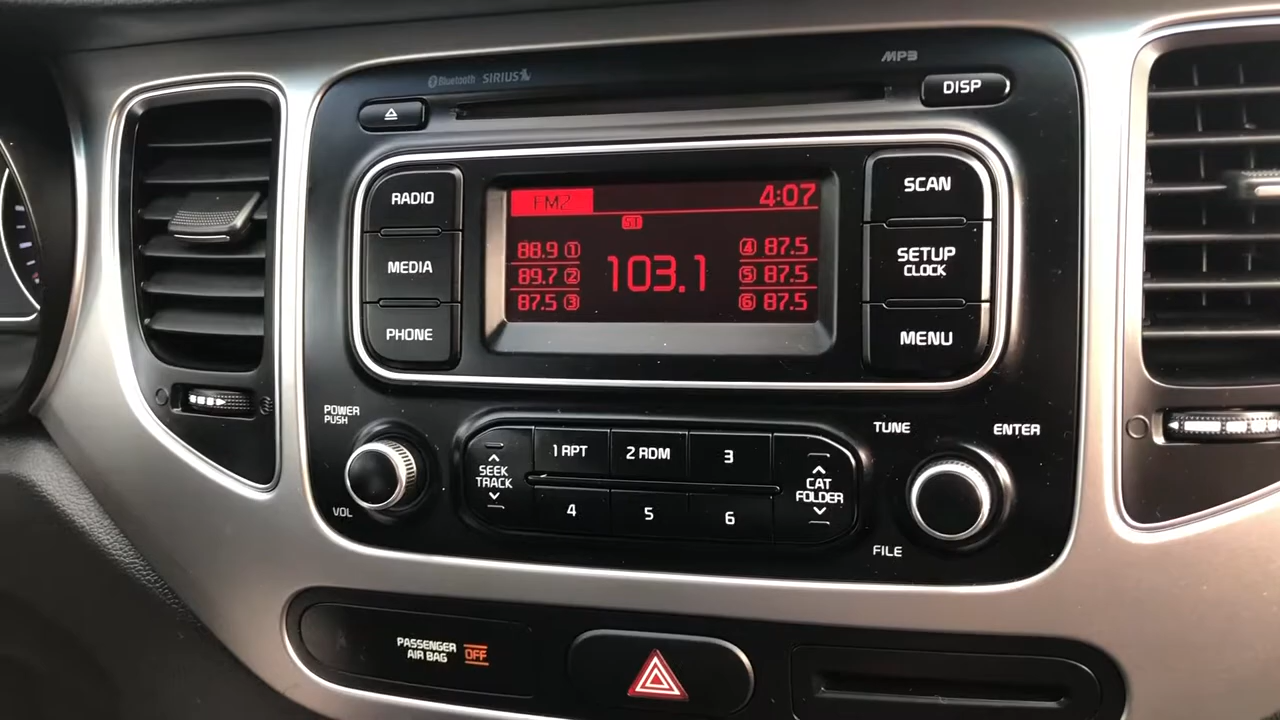 Bluetooth SIRIUS
MP3
DISP
RADIO
MEDIA
PHONE
FM2
4:07
ST
88.9 1
89.7 2
87.5 3
103.1
4 87.5
5 87.5
6 87.5
SCAN
SETUP
CLOCK
MENU
POWER
PUSH
VOL
SEEK
TRACK
1 RPT
2 RDM
3
4
5
6
CAT
FOLDER
TUNE
ENTER
FILE
PASSENGER
AIR BAG OFF